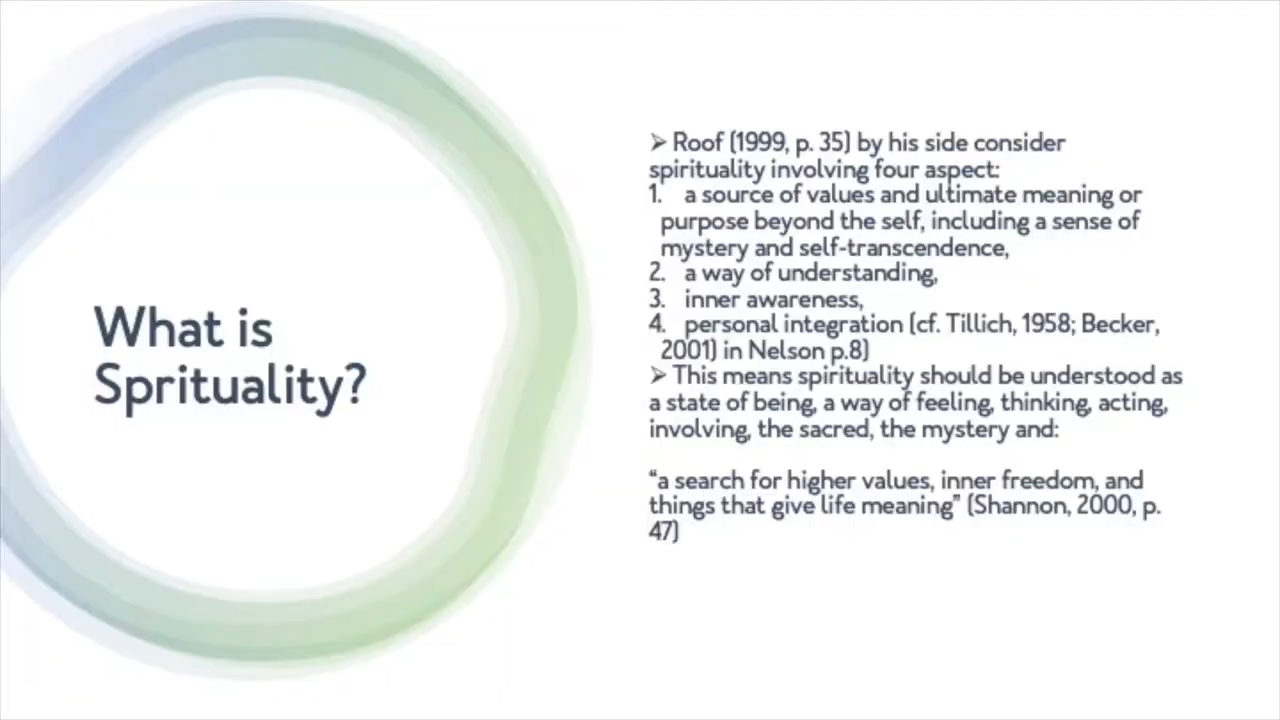 What is
Sprituality?
➢ Roof (1999, p. 35) by his side consider
spirituality involving four aspect:
1. a source of values and ultimate meaning or
purpose beyond the self, including a sense of
mystery and self-transcendence,
2. a way of understanding,
3. inner awareness,
4. personal integration (cf. Tillich, 1958; Becker,
2001) in Nelson p.8)
➢ This means spirituality should be understood as
a state of being, a way of feeling, thinking, acting,
involving, the sacred, the mystery and:
“a search for higher values, inner freedom, and
things that give life meaning” (Shannon, 2000, p.
47)